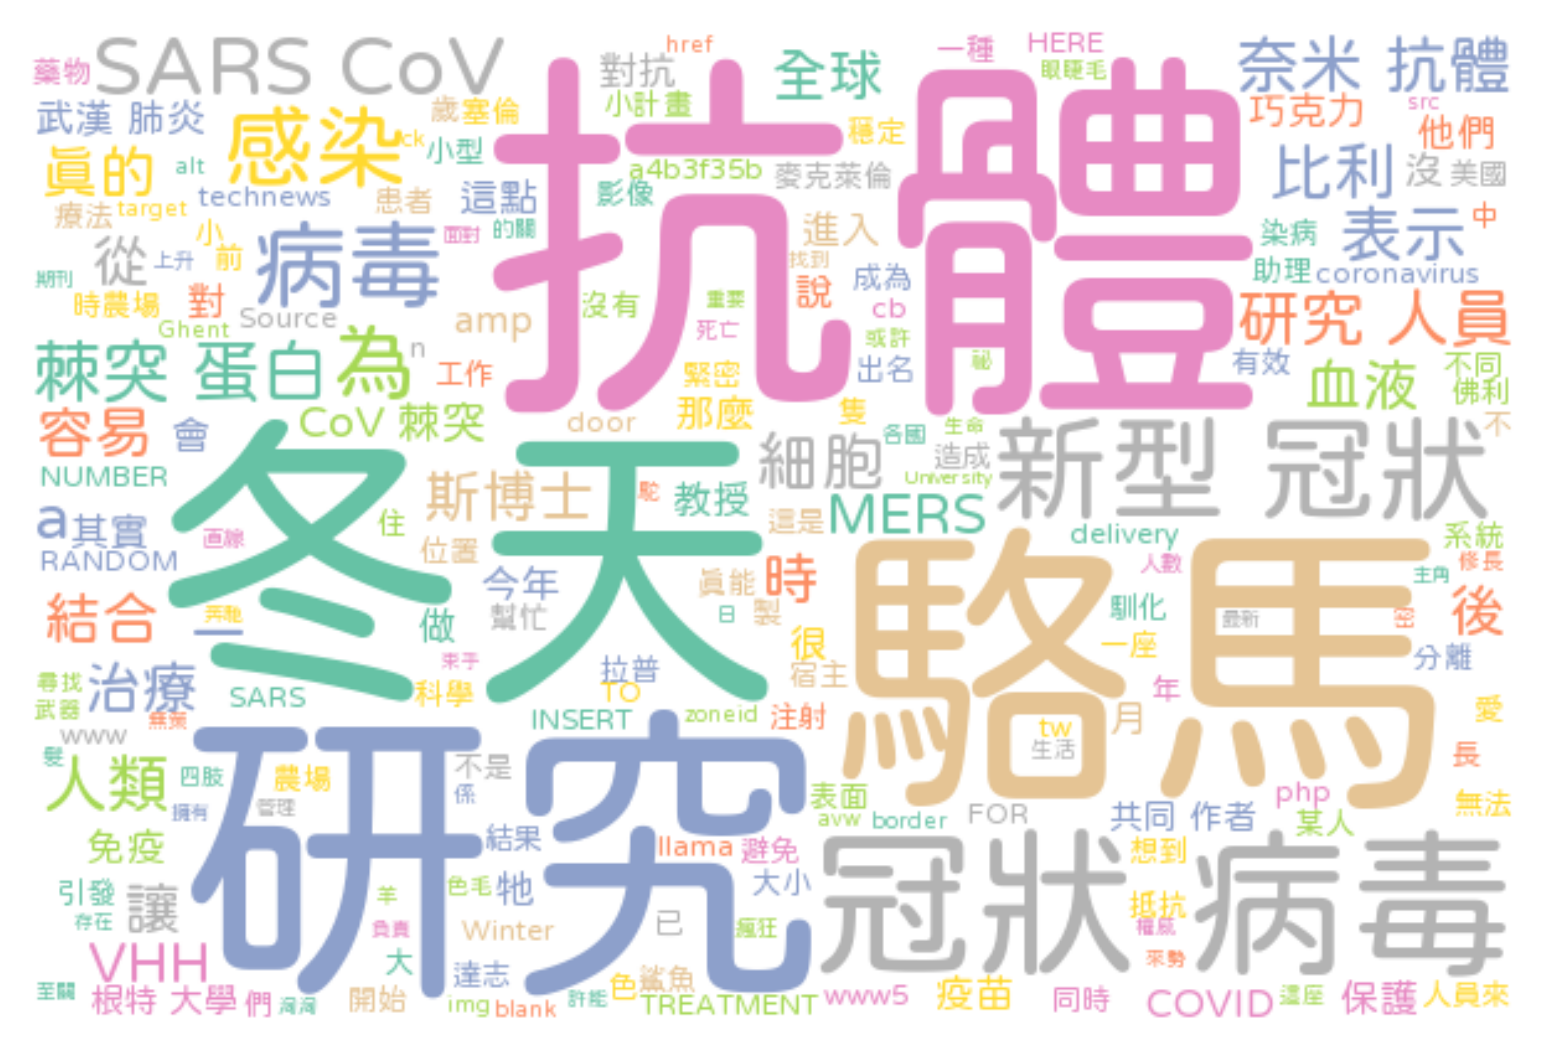 SARS CoV
href
一種
HERE
奈米 抗體
藥物
對抗
全球
眼睫毛
武漢 肺炎
感染
歲
塞倫
小計畫
抗體
穩定
巧克力
src
他們
ck
真的
alt
小型
a4b3f35b
麥克萊倫
比利
沒
美國
technews
患者
這點
影像
療法
target
小
病毒
面對
的關
進入
染病
表示
中
從
上升
前
找到
成為
助理
coronavirus
期刊
時農場
對
Source
amp
沒有
重要
說
cb
研究 人員
Ghent
死亡
或許
棘突 蛋白
為
n
工作
緊密
出名
祕
有效
血液
不同
佛利
容易
會
CoV 棘突
door
那麼
隻
生命
不
冬天
細胞
各國
造成
新型 冠狀
NUMBER
斯博士
駝
教授
University
a
其實
直線
住
這是
MERS
delivery
系統
RANDOM
位置
人數
修長
今年
真能
時
駱馬
主角
結合
奔馳
一
做
幫忙
日
製
馴化
最新
密
後
很
一座
分離
尋找
治療
束手
拉普
宿主
武器
SARS
科學
TO
年
無策
INSERT
zoneid
注射
tw
月
愛
www
研究
生活
髮
人類
四肢
農場
不是
長
擁有
管理
係
表面
php
無法
avw
border
FOR
共同 作者
某人
免疫
結果
llama
避免
冠狀病毒
想到
引發
讓
羊
色毛
牠
大小
抵抗
存在
負責
Winter
已
瘋狂
權威
VHH
大
達志
鯊魚
來勢
至關
根特 大學
們
洶洶
開始
img
blank
許能
色
TREATMENT
www5
疫苗
同時
COVID
這座
保護
人員來